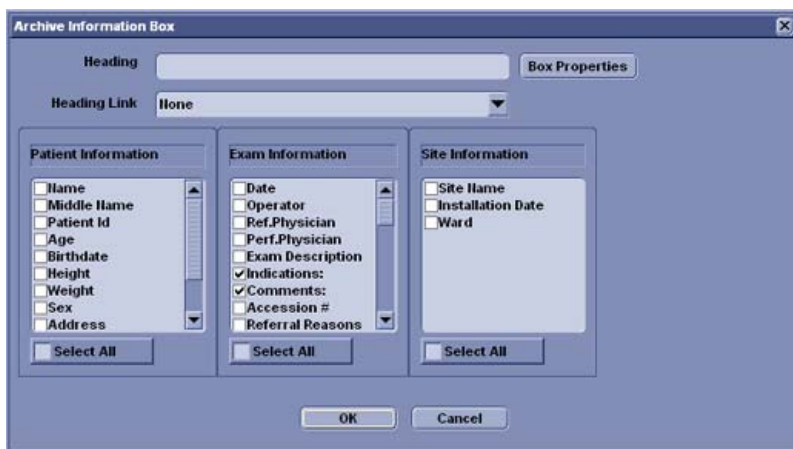 Archive Information Box
Heading
Box Properties
Heading Link None
Patient Information
Name
Middle Name
Patient Id
Age
Birthdate
Height
Weight
Sex
Address
Select All
Exam Information
Date
Operator
Ref.Physician
Perf.Physician
Exam Description
Indications:
Comments:
Accession #
Referral Reasons
Select All
Site Information
Site Name
Installation Date
Ward
Select All
OK
Cancel